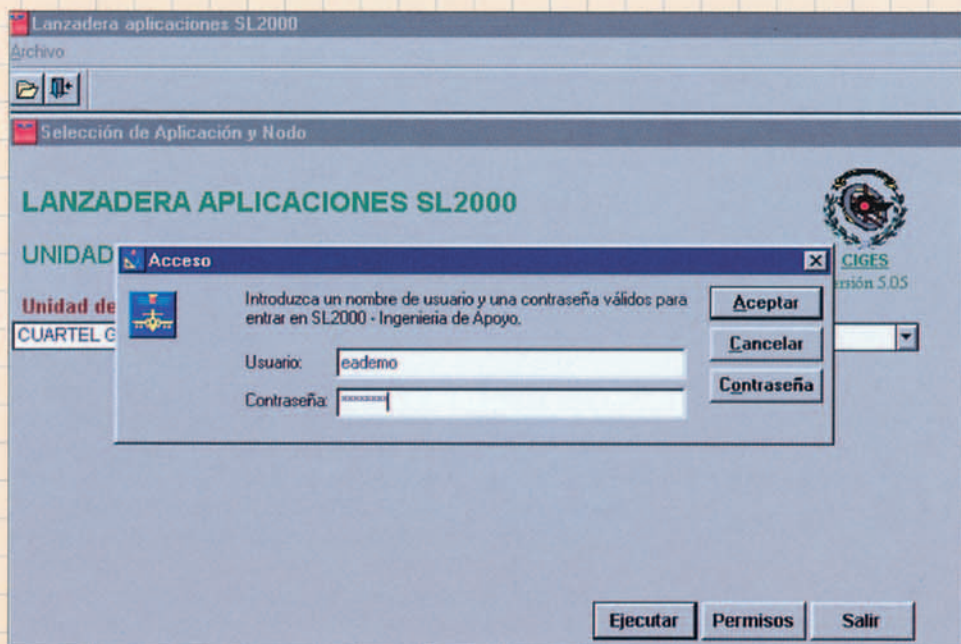 Lanzadera aplicaciones SL2000
Archivo
Selección de Aplicación y Nodo
LANZADERA APLICACIONES SL2000
UNIDAD
CIGES
5.05
Unidad de
CUARTEL G
Acceso
Introduzca un nombre de usuario y una contraseña válidos para
entrar en SL2000 - Ingenieria de Apoyo.
Usuario: eademo
Contraseña: ********
Aceptar
Cancelar
Contraseña
Ejecutar Permisos Salir